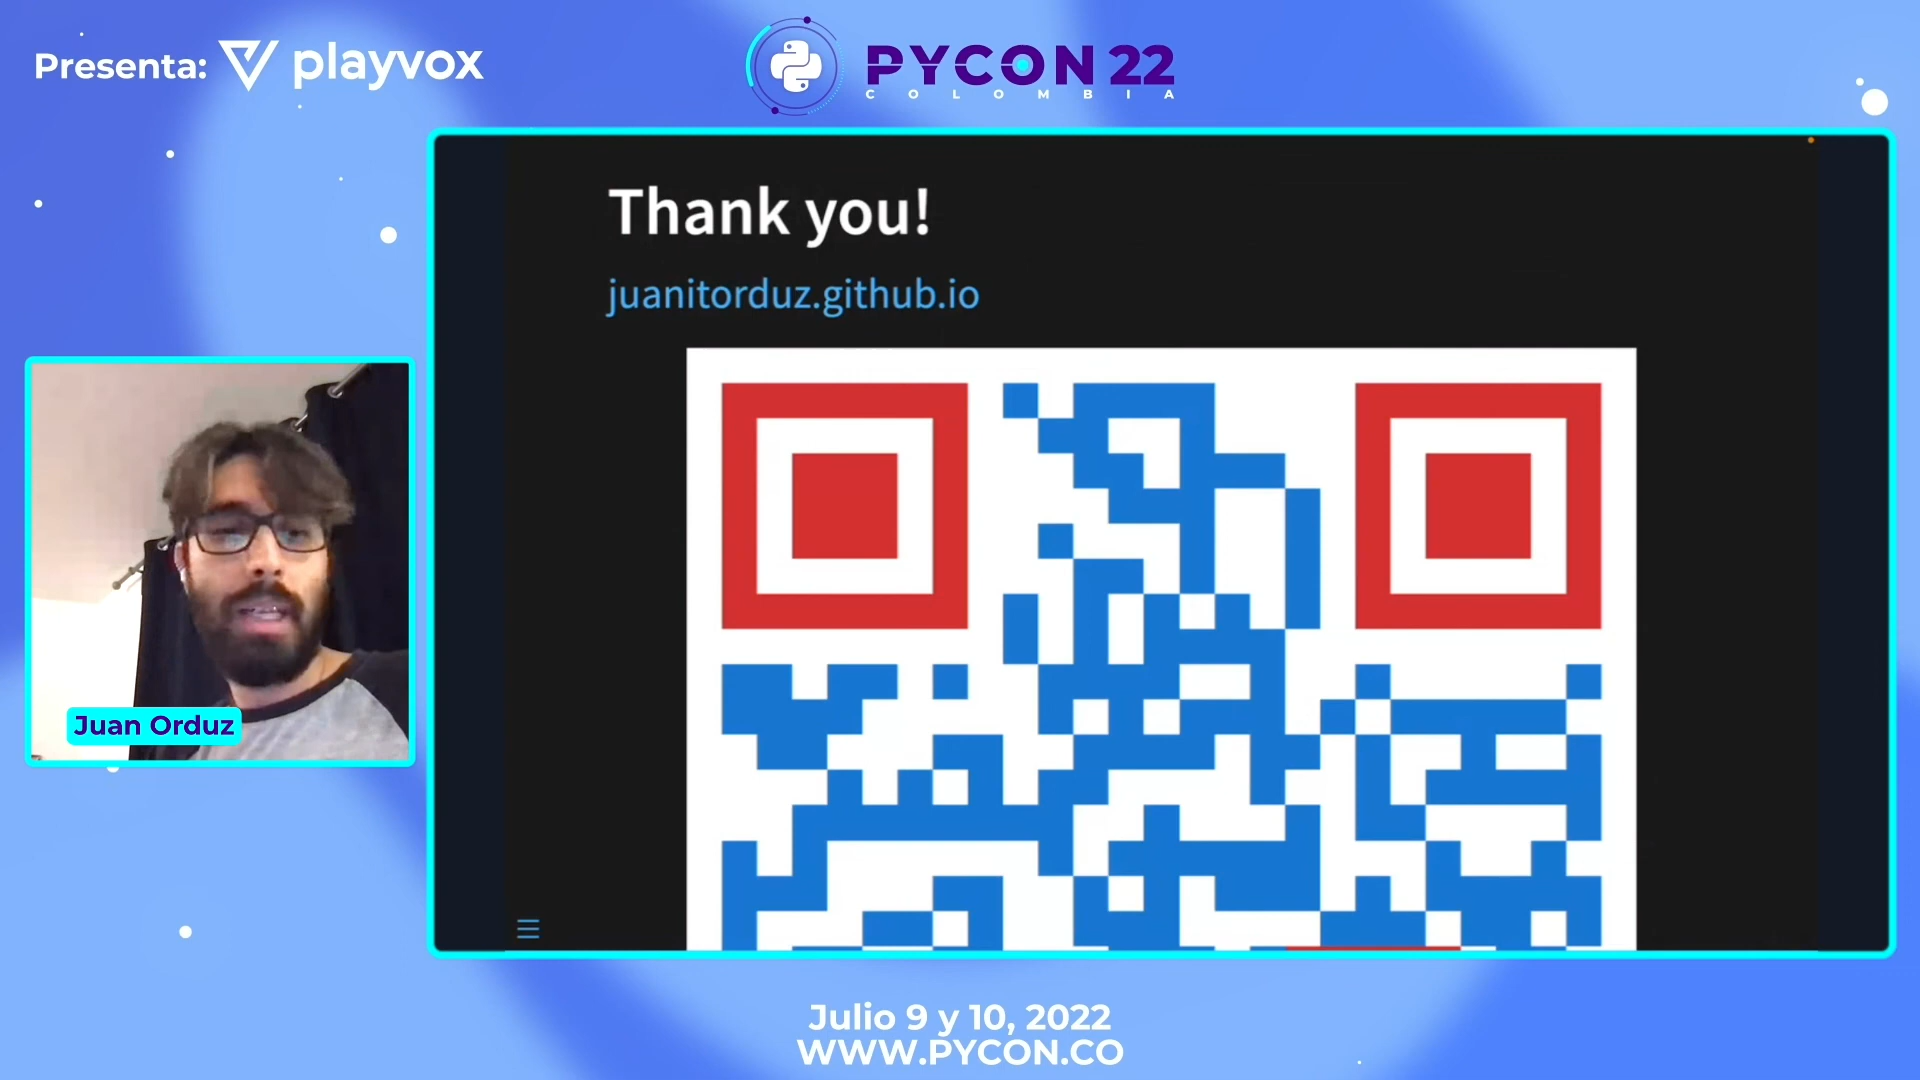 Presenta: playvox
PYCON 22
COLOMBIA
Thank you!
juanitorduz.github.io
Juan Orduz
Julio 9 y 10, 2022
WWW.PYCON.CO